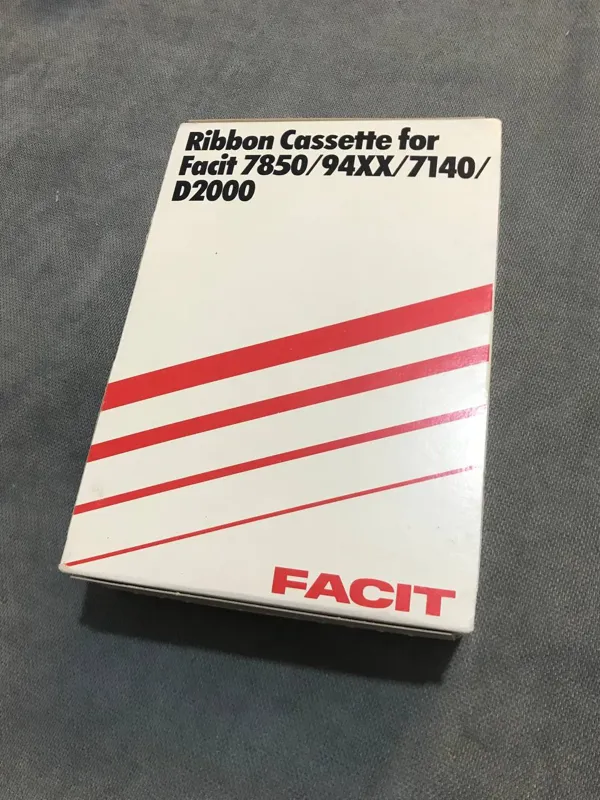 Ribbon Cassette for
Facit 7850/94XX/7140/
D2000
FACIT